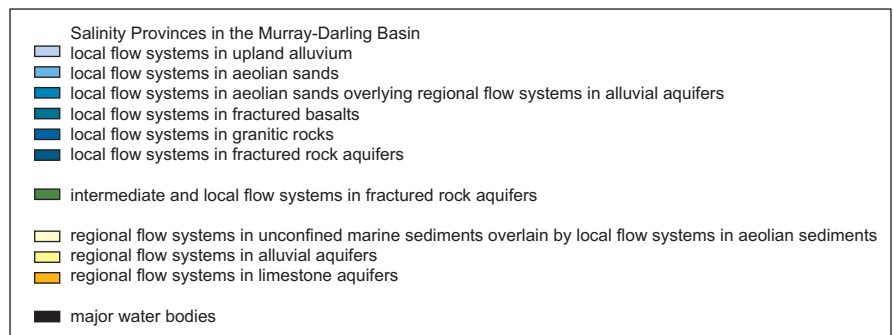 Salinity Provinces in the Murray-Darling Basin
local flow systems in upland alluvium
local flow systems in aeolian sands
local flow systems in aeolian sands overlying regional flow systems in alluvial aquifers
local flow systems in fractured basalts
local flow systems in granitic rocks
local flow systems in fractured rock aquifers
intermediate and local flow systems in fractured rock aquifers
regional flow systems in unconfined marine sediments overlain by local flow systems in aeolian sediments
regional flow systems in alluvial aquifers
regional flow systems in limestone aquifers
major water bodies